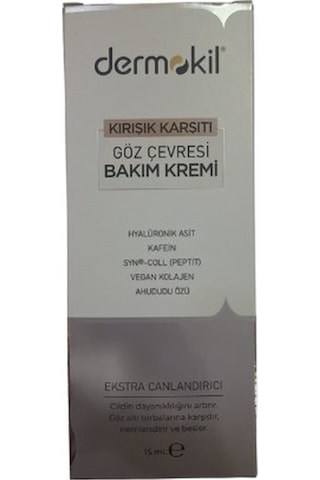 dermokil®
KIRIŞIK KARŞITI
GÖZ ÇEVRESİ
BAKIM KREMİ
HYALÜRONİK ASİT
KAFEİN
SYN®-COLL (PEPTİT)
VEGAN KOLAJEN
AHUDUDU ÖZÜ
EKSTRA CANLANDIRICI
Cildin dayanıklılığını artırır.
Göz altı torbalarına karşıdır,
nemlendirir ve besler.
15 mL ℮